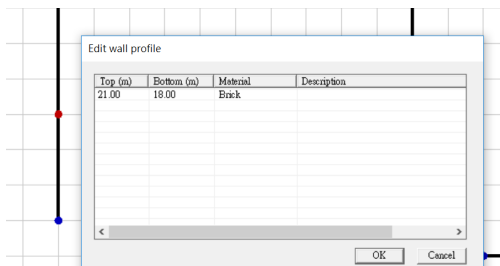 Edit wall profile
Top (m) Bottom (m) Material Description
21.00 18.00 Brick
OK Cancel